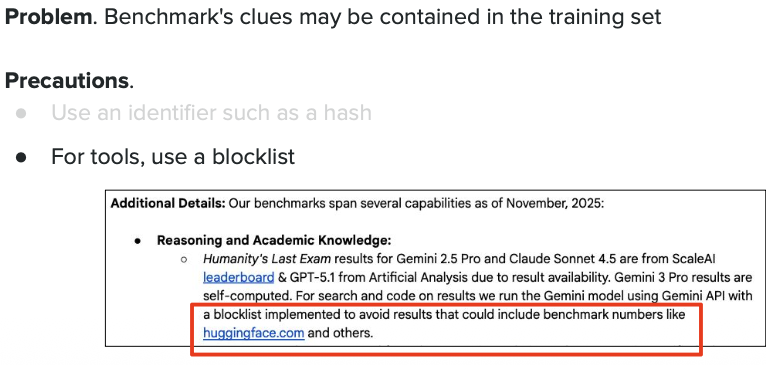 Problem. Benchmark's clues may be contained in the training set
Precautions.
● Use an identifier such as a hash
● For tools, use a blocklist
Additional Details: Our benchmarks span several capabilities as of November, 2025:
● Reasoning and Academic Knowledge:
○ Humanity's Last Exam results for Gemini 2.5 Pro and Claude Sonnet 4.5 are from ScaleAI
leaderboard & GPT-5.1 from Artificial Analysis due to result availability. Gemini 3 Pro results are
self-computed. For search and code on results we run the Gemini model using Gemini API with
a blocklist implemented to avoid results that could include benchmark numbers like
huggingface.com and others.